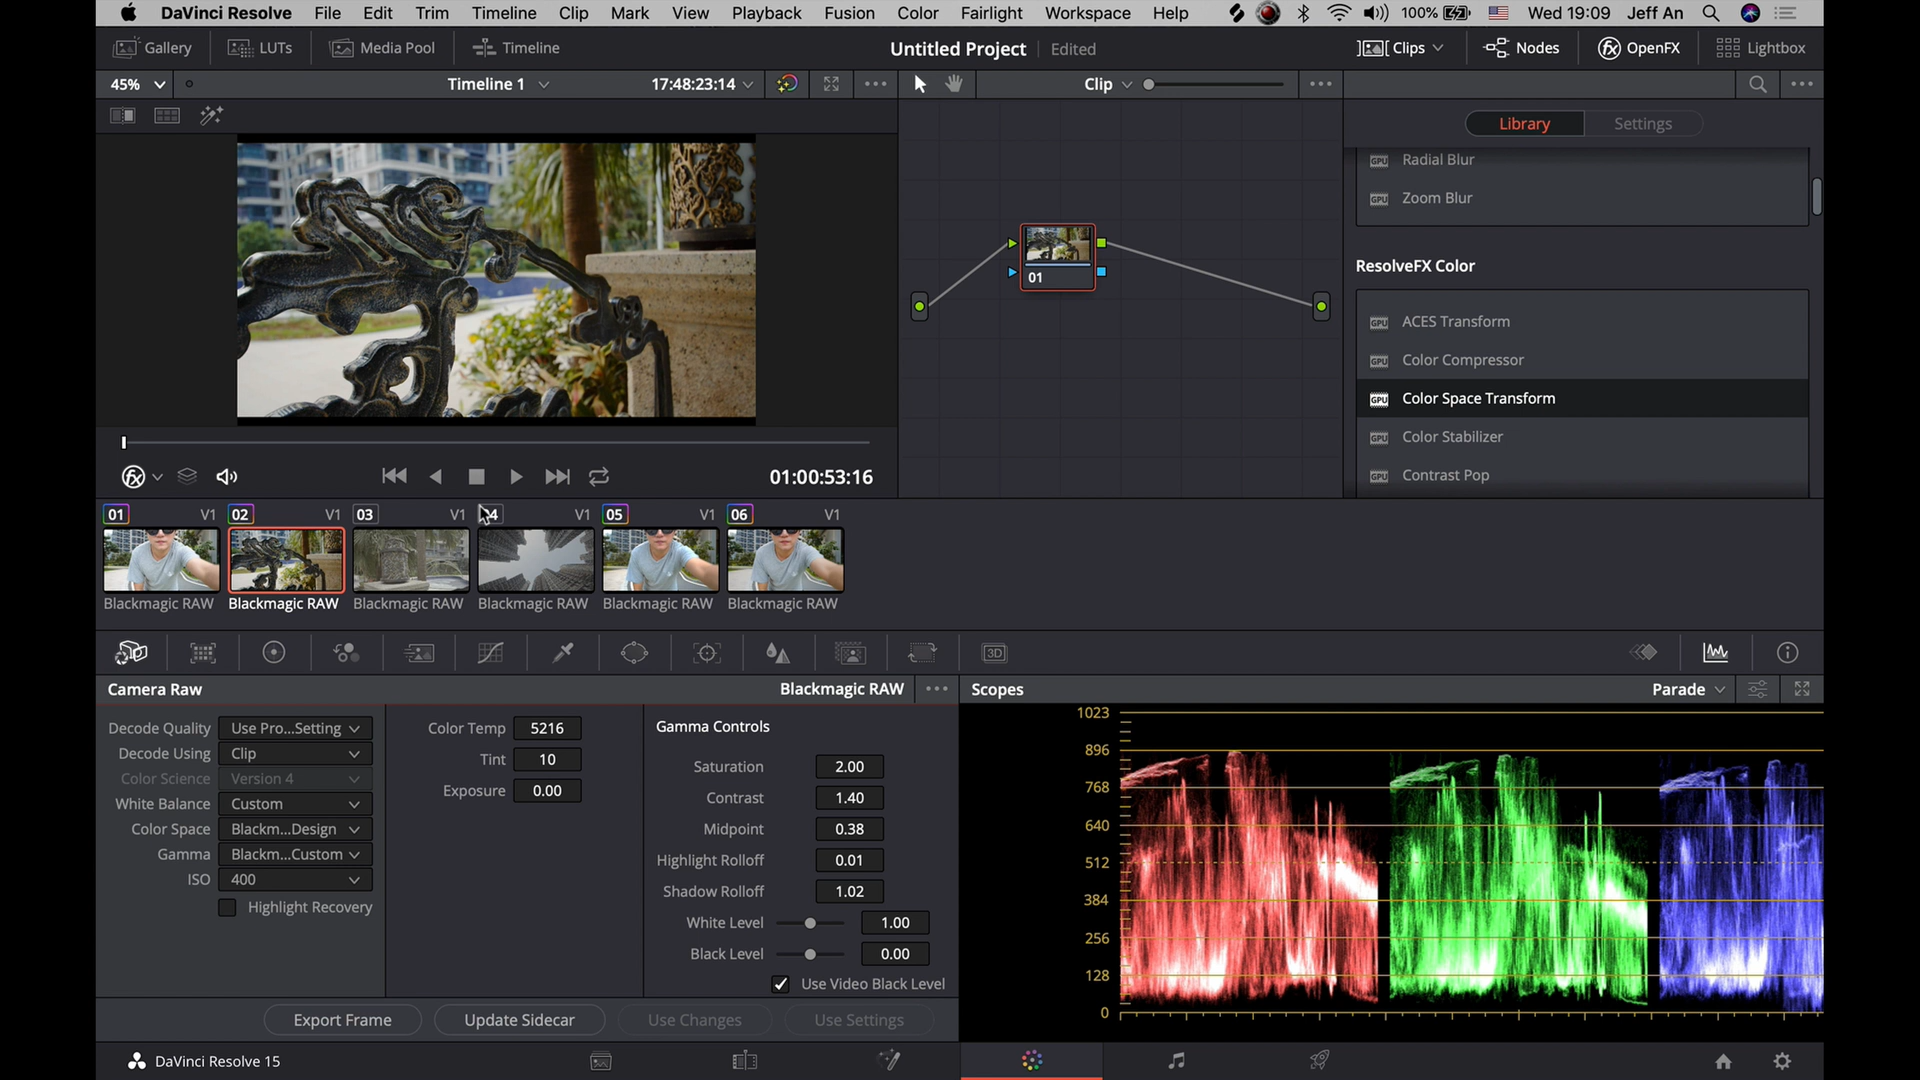 DaVinci Resolve File Edit Trim Timeline Clip Mark View Playback Fusion Color Fairlight Workspace Help 100% Wed 19:09 Jeff An
Gallery LUTs Media Pool Timeline Untitled Project Edited Clips Nodes OpenFX Lightbox
45% Timeline 1 17:48:23:14 Clip
Library Settings
Radial Blur
Zoom Blur
ResolveFX Color
GPU ACES Transform
GPU Color Compressor
GPU Color Space Transform
GPU Color Stabilizer
GPU Contrast Pop
01
01:00:53:16
01 V1 02 V1 03 V1 04 V1 05 V1 06 V1
Blackmagic RAW Blackmagic RAW Blackmagic RAW Blackmagic RAW Blackmagic RAW Blackmagic RAW
3D
Camera Raw Blackmagic RAW Scopes Parade
Decode Quality Use Pro...Setting
Decode Using Clip
Color Science Version 4
White Balance Custom
Color Space Blackm...Design
Gamma Blackm...Custom
ISO 400
Highlight Recovery
Color Temp 5216
Tint 10
Exposure 0.00
Gamma Controls
Saturation 2.00
Contrast 1.40
Midpoint 0.38
Highlight Rolloff 0.01
Shadow Rolloff 1.02
White Level 1.00
Black Level 0.00
Use Video Black Level
Export Frame Update Sidecar Use Changes Use Settings
1023
896
768
640
512
384
256
128
0
DaVinci Resolve 15